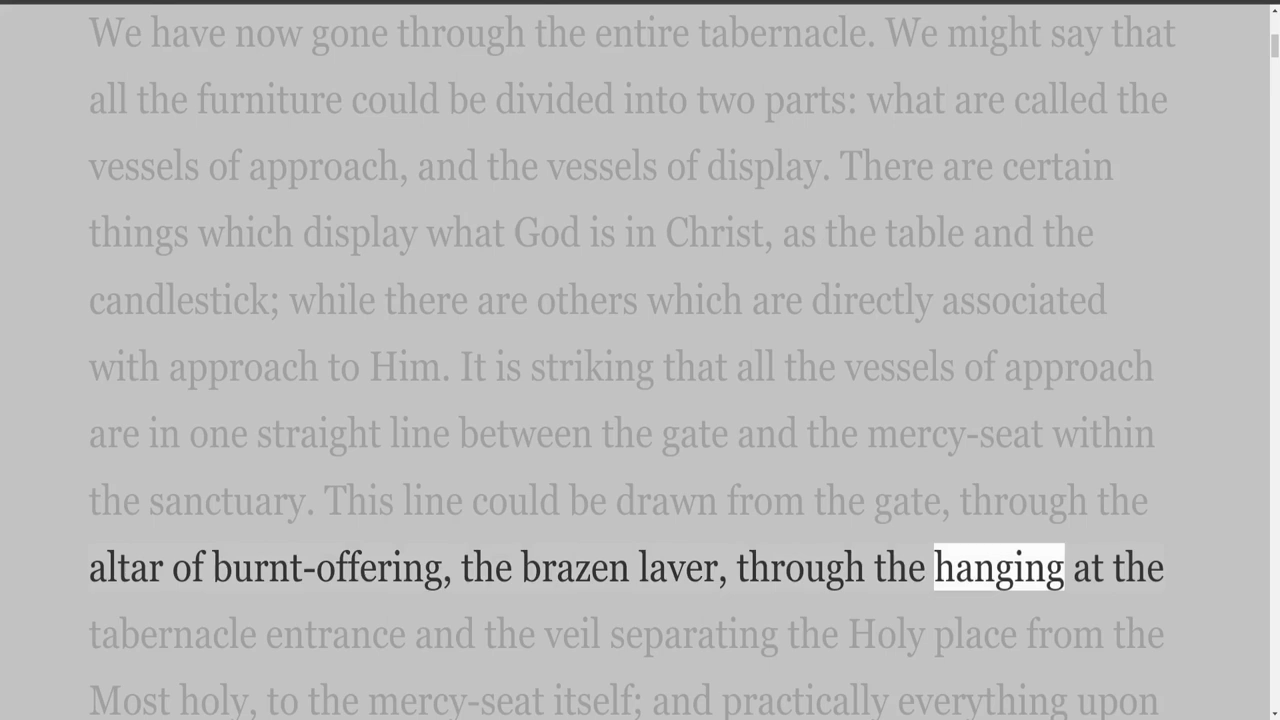 We have now gone through the entire tabernacle. We might say that
all the furniture could be divided into two parts: what are called the
vessels of approach, and the vessels of display. There are certain
things which display what God is in Christ, as the table and the
candlestick; while there are others which are directly associated
with approach to Him. It is striking that all the vessels of approach
are in one straight line between the gate and the mercy-seat within
the sanctuary. This line could be drawn from the gate, through the
altar of burnt-offering, the brazen laver, through the hanging at the
tabernacle entrance and the veil separating the Holy place from the
Most holy, to the mercy-seat itself; and practically everything upon